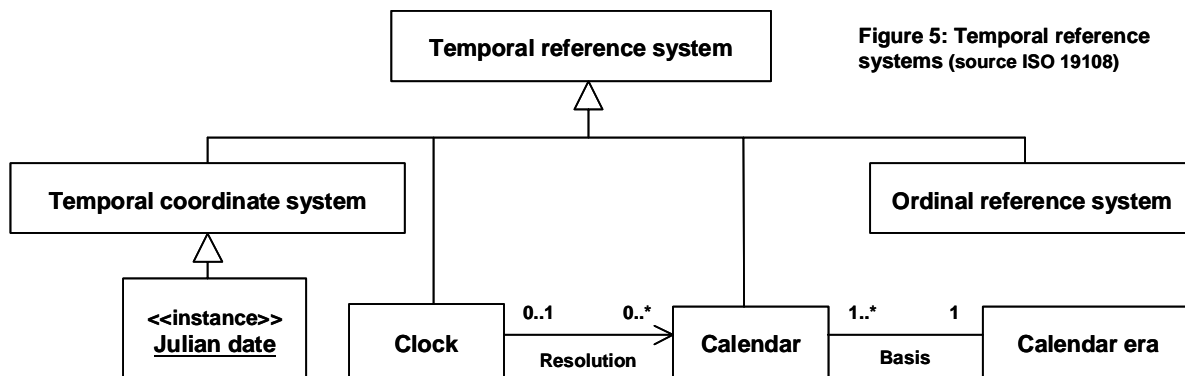 Temporal reference system
Figure 5: Temporal reference
systems (source ISO 19108)
Temporal coordinate system
Ordinal reference system
<<instance>>
Julian date
Clock
0..1
0..*
Resolution
Calendar
1..*
1
Basis
Calendar era